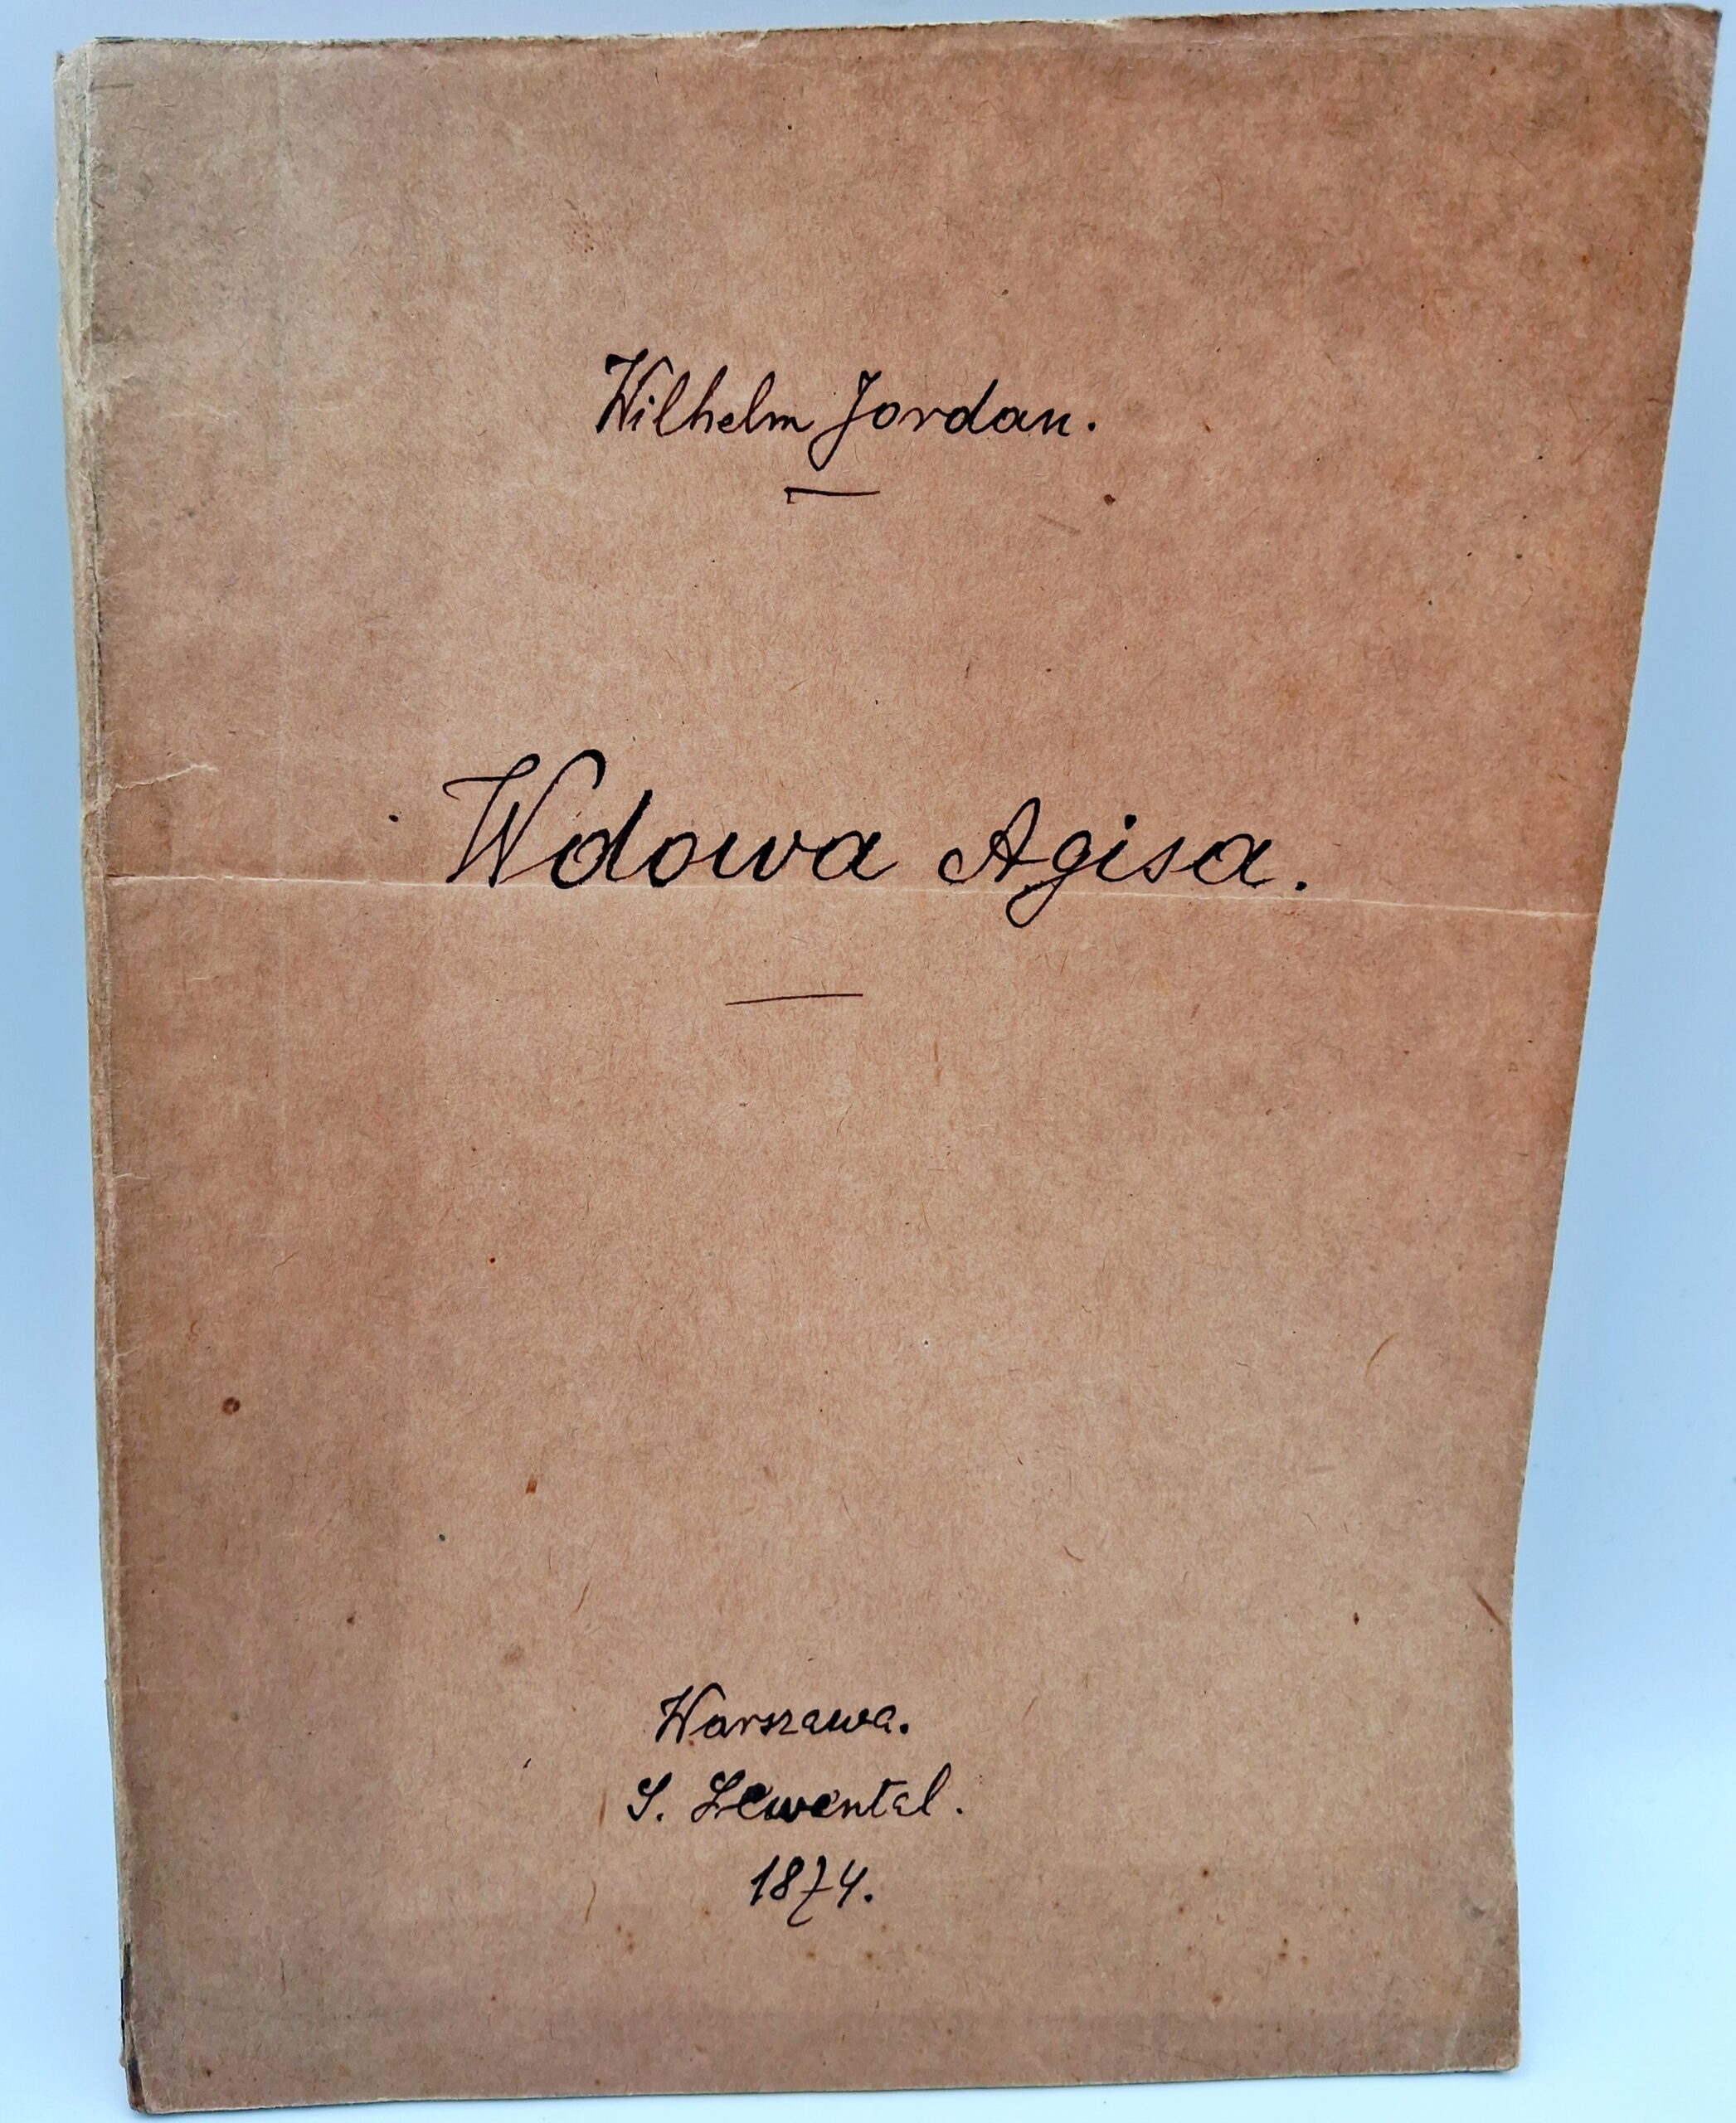 Wilhelm Jordan.
Wdowa Agisa.
Warszawa.
S. Lewental.
1874.